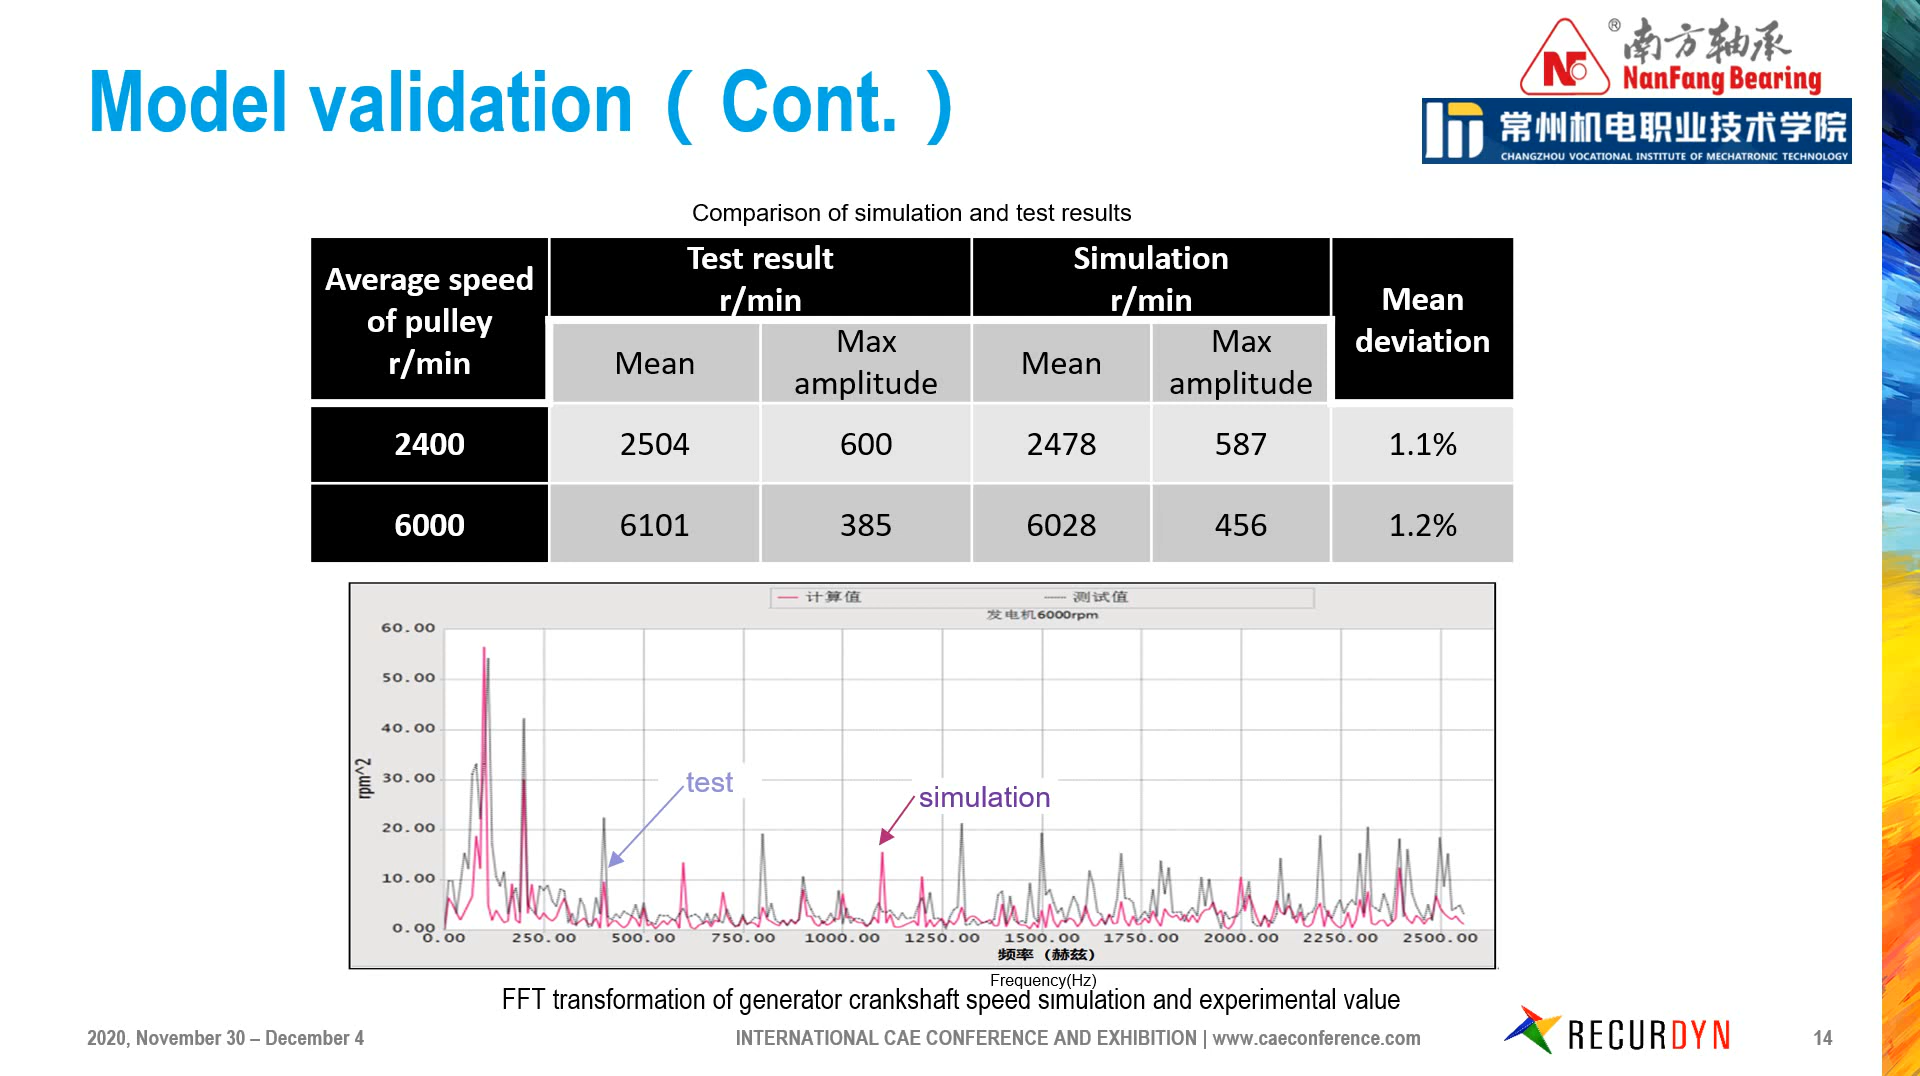 Model validation（Cont.）
®南方轴承
NF
NanFang Bearing
常州机电职业技术学院
CHANGZHOU VOCATIONAL INSTITUTE OF MECHATRONIC TECHNOLOGY
Comparison of simulation and test results
Average speed of pulley r/min
Test result r/min
Simulation r/min
Mean deviation
Mean
Max amplitude
Mean
Max amplitude
2400 2504 600 2478 587 1.1%
6000 6101 385 6028 456 1.2%
计算值 测试值
发电机6000rpm
60.00
50.00
40.00
30.00
20.00
10.00
0.00
rpm^2
test
simulation
0.00 250.00 500.00 750.00 1000.00 1250.00 1500.00 1750.00 2000.00 2250.00 2500.00
频率（赫兹）
Frequency(Hz)
FFT transformation of generator crankshaft speed simulation and experimental value
2020, November 30 – December 4
INTERNATIONAL CAE CONFERENCE AND EXHIBITION | www.caeconference.com
RECURDYN
14